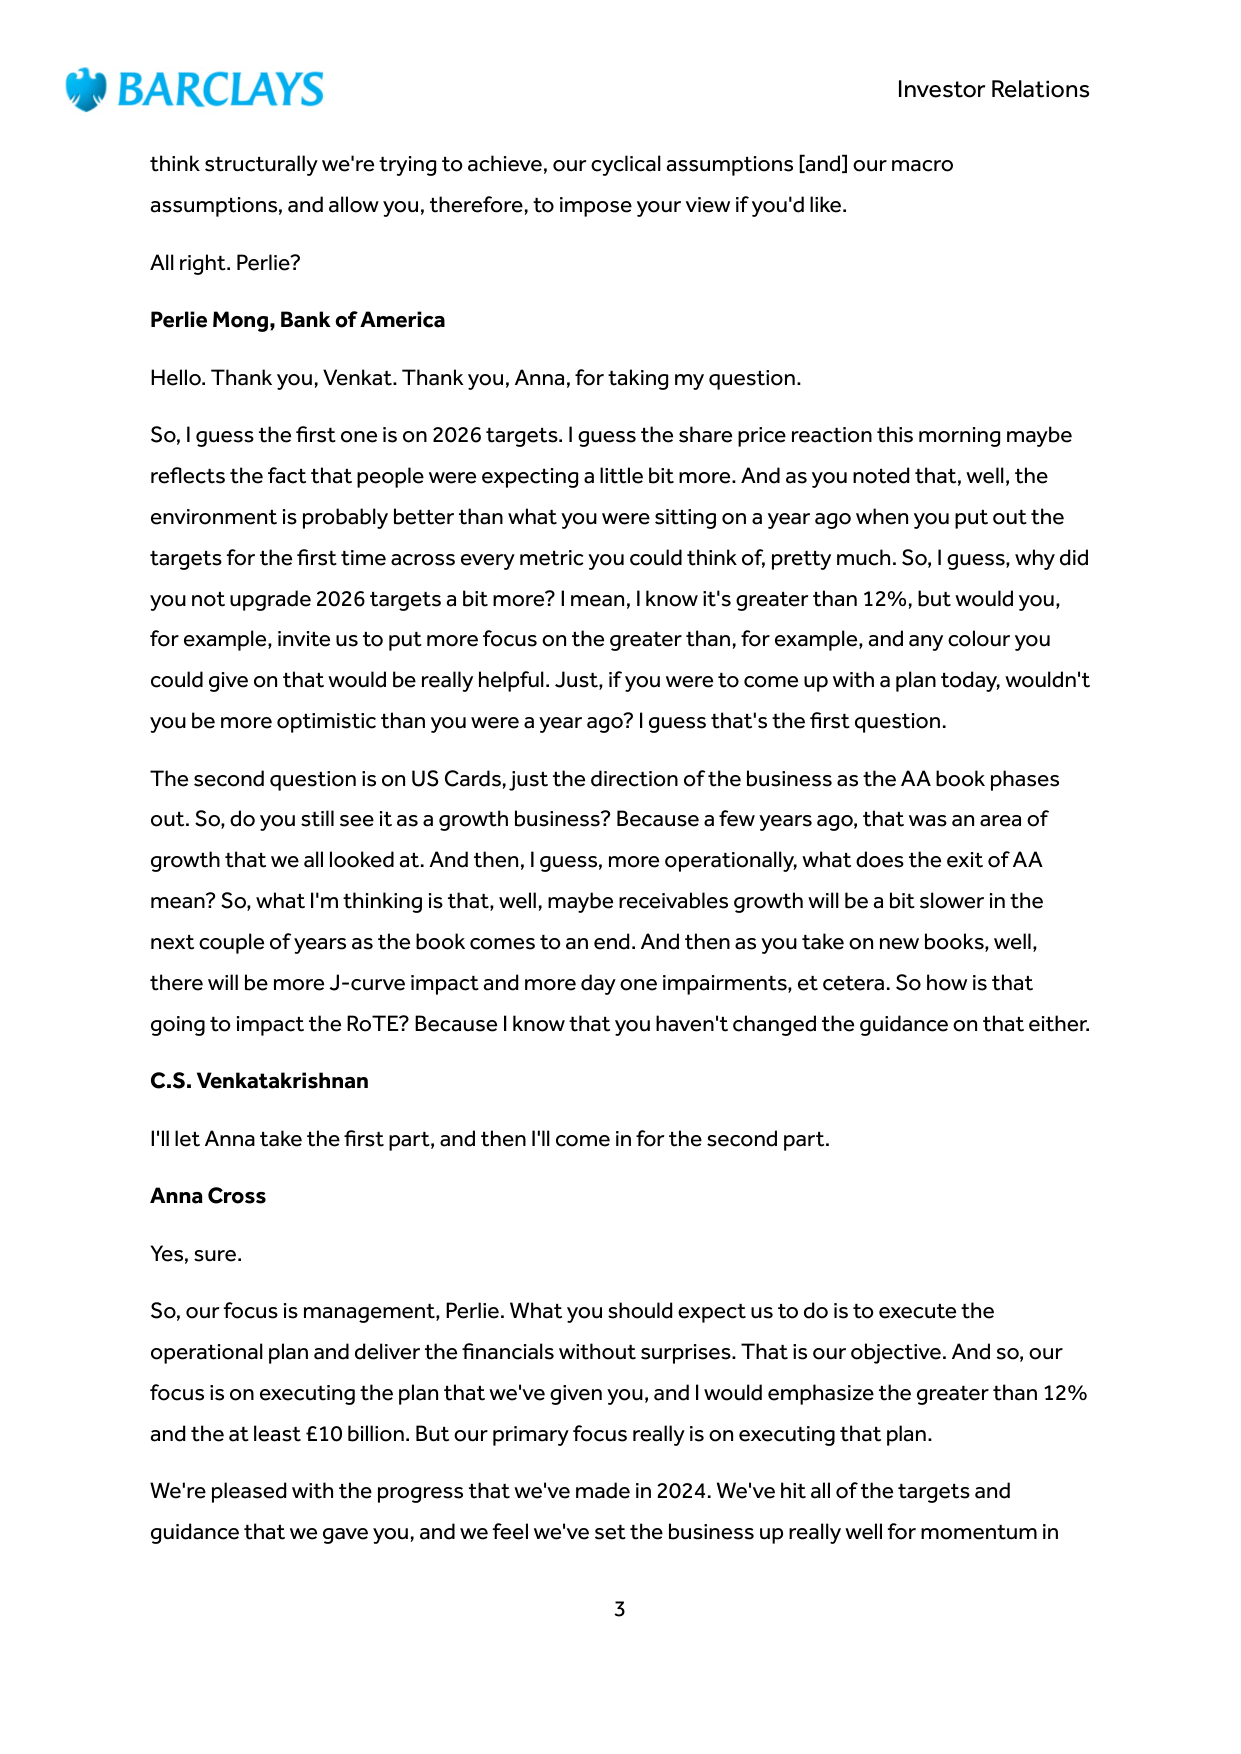 BARCLAYS
Investor Relations
think structurally we're trying to achieve, our cyclical assumptions [and] our macro
assumptions, and allow you, therefore, to impose your view if you'd like.
All right. Perlie?
Perlie Mong, Bank of America
Hello. Thank you, Venkat. Thank you, Anna, for taking my question.
So, I guess the first one is on 2026 targets. I guess the share price reaction this morning maybe
reflects the fact that people were expecting a little bit more. And as you noted that, well, the
environment is probably better than what you were sitting on a year ago when you put out the
targets for the first time across every metric you could think of, pretty much. So, I guess, why did
you not upgrade 2026 targets a bit more? I mean, I know it's greater than 12%, but would you,
for example, invite us to put more focus on the greater than, for example, and any colour you
could give on that would be really helpful. Just, if you were to come up with a plan today, wouldn't
you be more optimistic than you were a year ago? I guess that's the first question.
The second question is on US Cards, just the direction of the business as the AA book phases
out. So, do you still see it as a growth business? Because a few years ago, that was an area of
growth that we all looked at. And then, I guess, more operationally, what does the exit of AA
mean? So, what I'm thinking is that, well, maybe receivables growth will be a bit slower in the
next couple of years as the book comes to an end. And then as you take on new books, well,
there will be more J-curve impact and more day one impairments, et cetera. So how is that
going to impact the RoTE? Because I know that you haven't changed the guidance on that either.
C.S. Venkatakrishnan
I'll let Anna take the first part, and then I'll come in for the second part.
Anna Cross
Yes, sure.
So, our focus is management, Perlie. What you should expect us to do is to execute the
operational plan and deliver the financials without surprises. That is our objective. And so, our
focus is on executing the plan that we've given you, and I would emphasize the greater than 12%
and the at least £10 billion. But our primary focus really is on executing that plan.
We're pleased with the progress that we've made in 2024. We've hit all of the targets and
guidance that we gave you, and we feel we've set the business up really well for momentum in
3